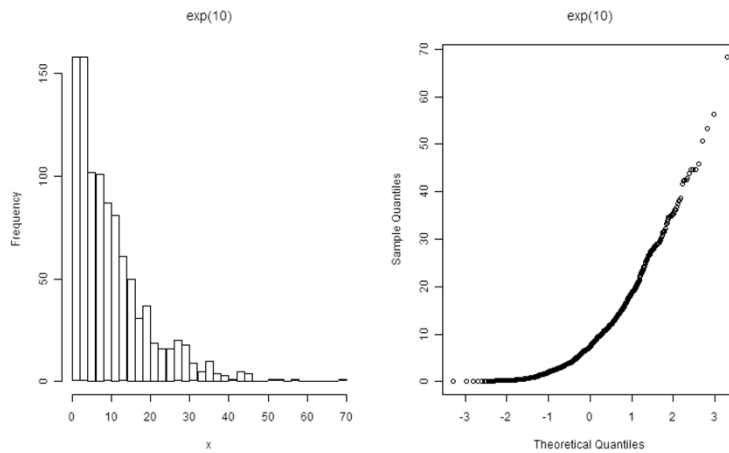 exp(10)
Frequency
150
100
50
0
0 10 20 30 40 50 60 70
x
exp(10)
Sample Quantiles
70
60
50
40
30
20
10
0
-3 -2 -1 0 1 2 3
Theoretical Quantiles